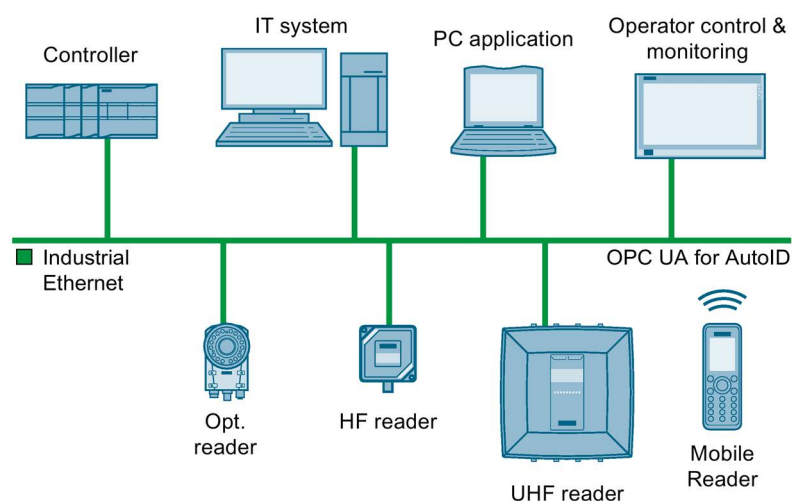 Controller
IT system
PC application
Operator control &
monitoring
Industrial
Ethernet
OPC UA for AutoID
Opt.
reader
HF reader
UHF reader
Mobile
Reader